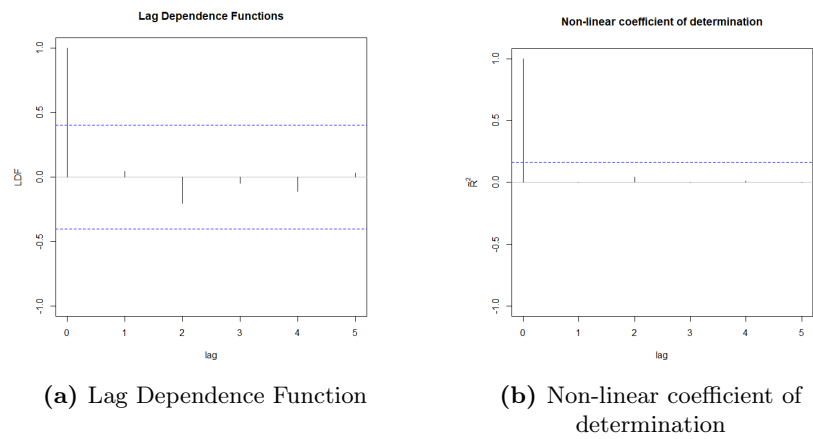 Lag Dependence Functions
LDF
1.0
0.5
0.0
-0.5
-1.0
0 1 2 3 4 5
lag
(a) Lag Dependence Function
Non-linear coefficient of determination
R̃²
1.0
0.5
0.0
-0.5
-1.0
0 1 2 3 4 5
lag
(b) Non-linear coefficient of
determination